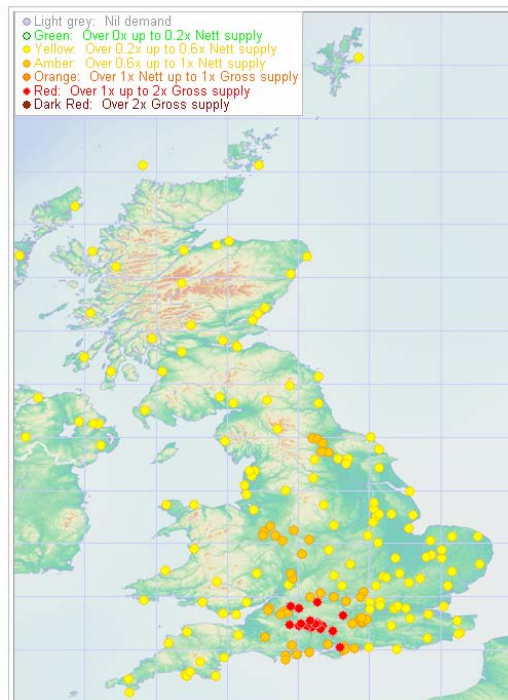 Light grey: Nil demand
Green: Over 0x up to 0.2x Nett supply
Yellow: Over 0.2x up to 0.6x Nett supply
Amber: Over 0.6x up to 1x Nett supply
Orange: Over 1x Nett up to 1x Gross supply
Red: Over 1x up to 2x Gross supply
Dark Red: Over 2x Gross supply